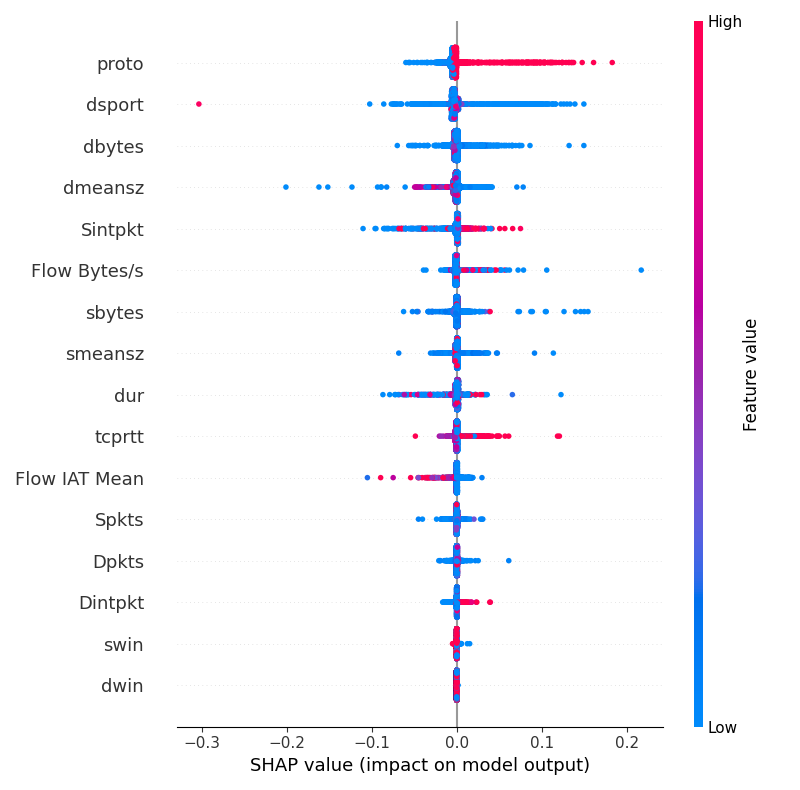 High
proto
dsport
dbytes
dmeansz
Sintpkt
Flow Bytes/s
sbytes
smeansz
dur
tcprtt
Flow IAT Mean
Spkts
Dpkts
Dintpkt
swin
dwin
Feature value
Low
−0.3 −0.2 −0.1 0.0 0.1 0.2
SHAP value (impact on model output)